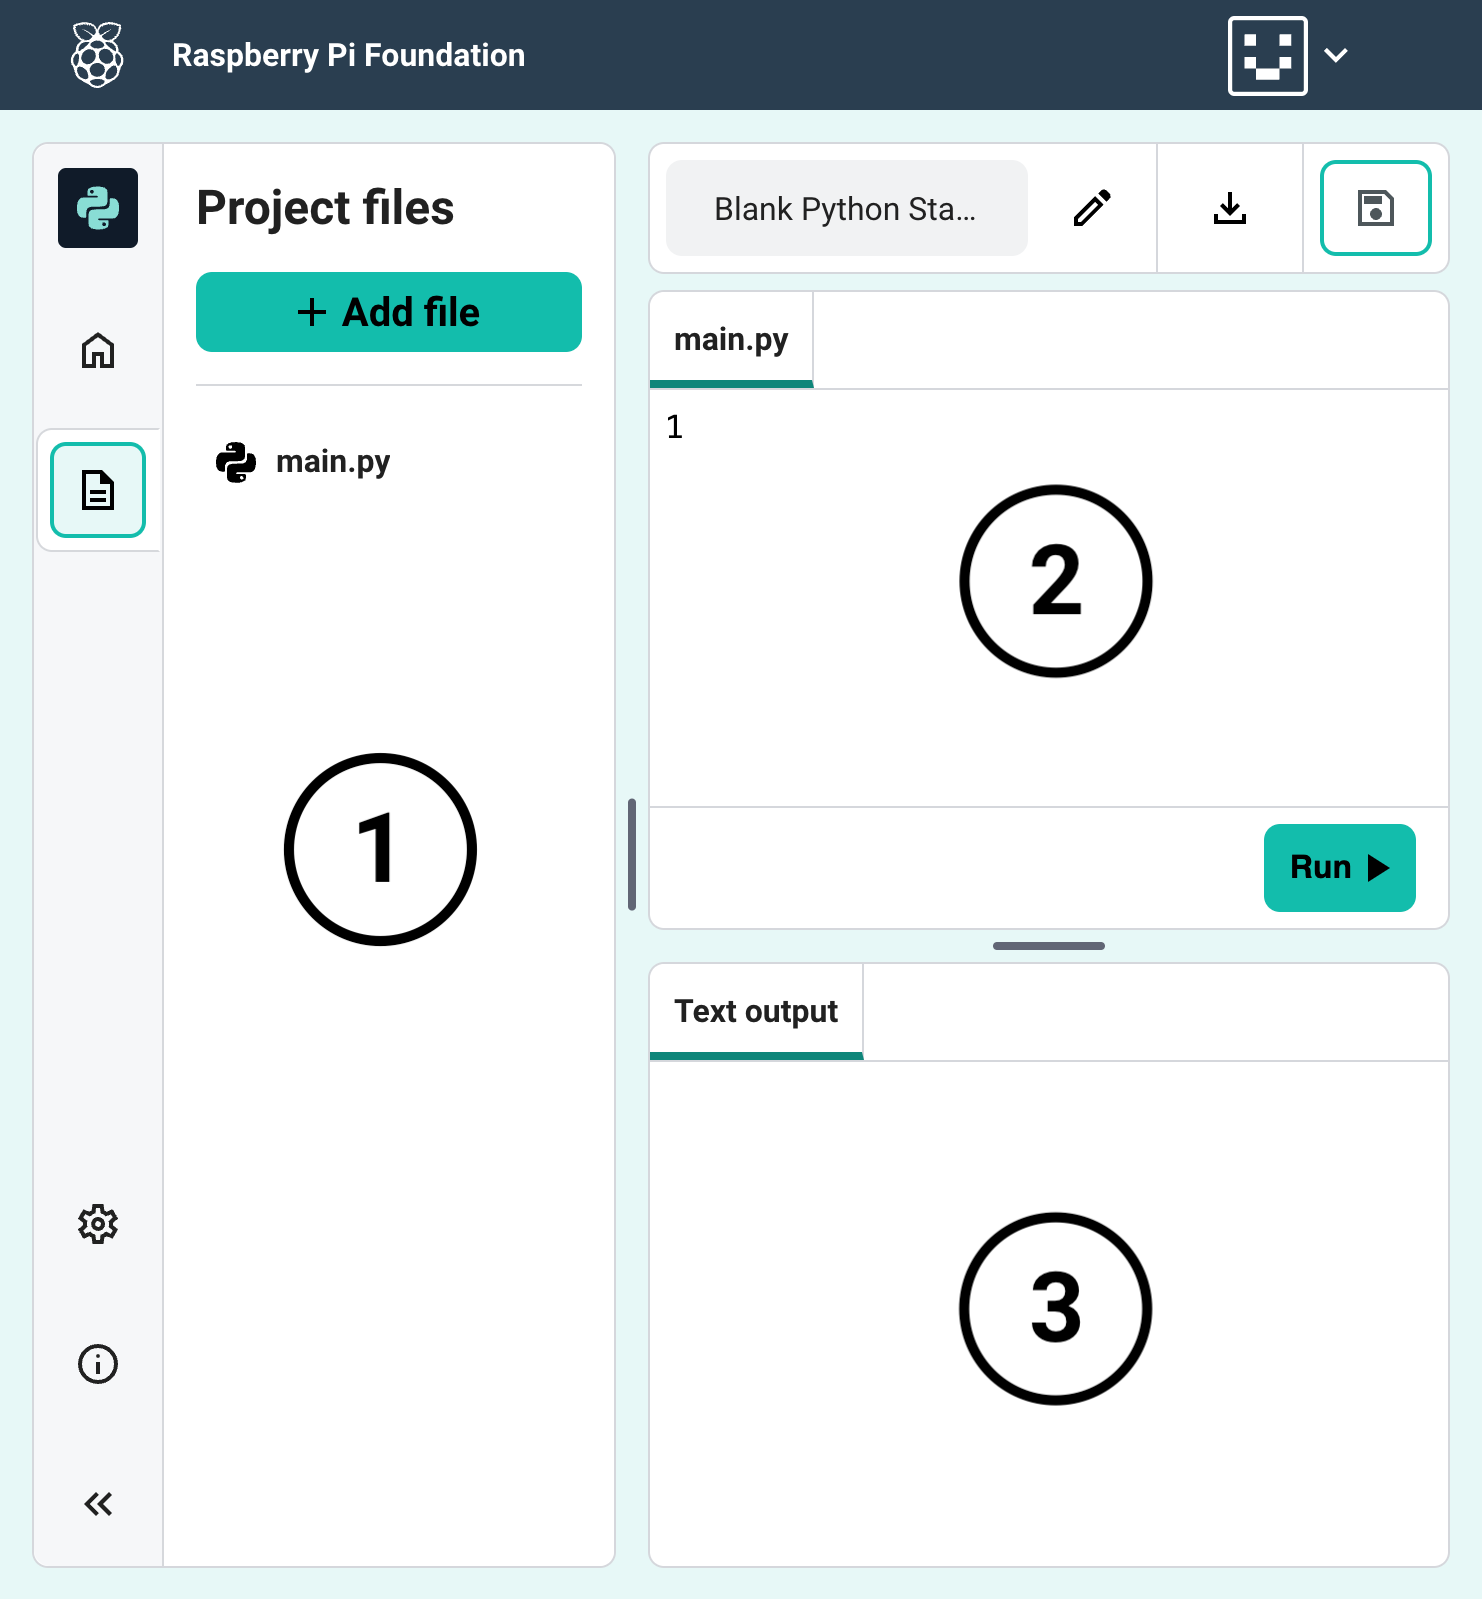 Raspberry Pi Foundation
Project files
+ Add file
main.py
1
Blank Python Sta...
main.py
1
2
Run
Text output
3